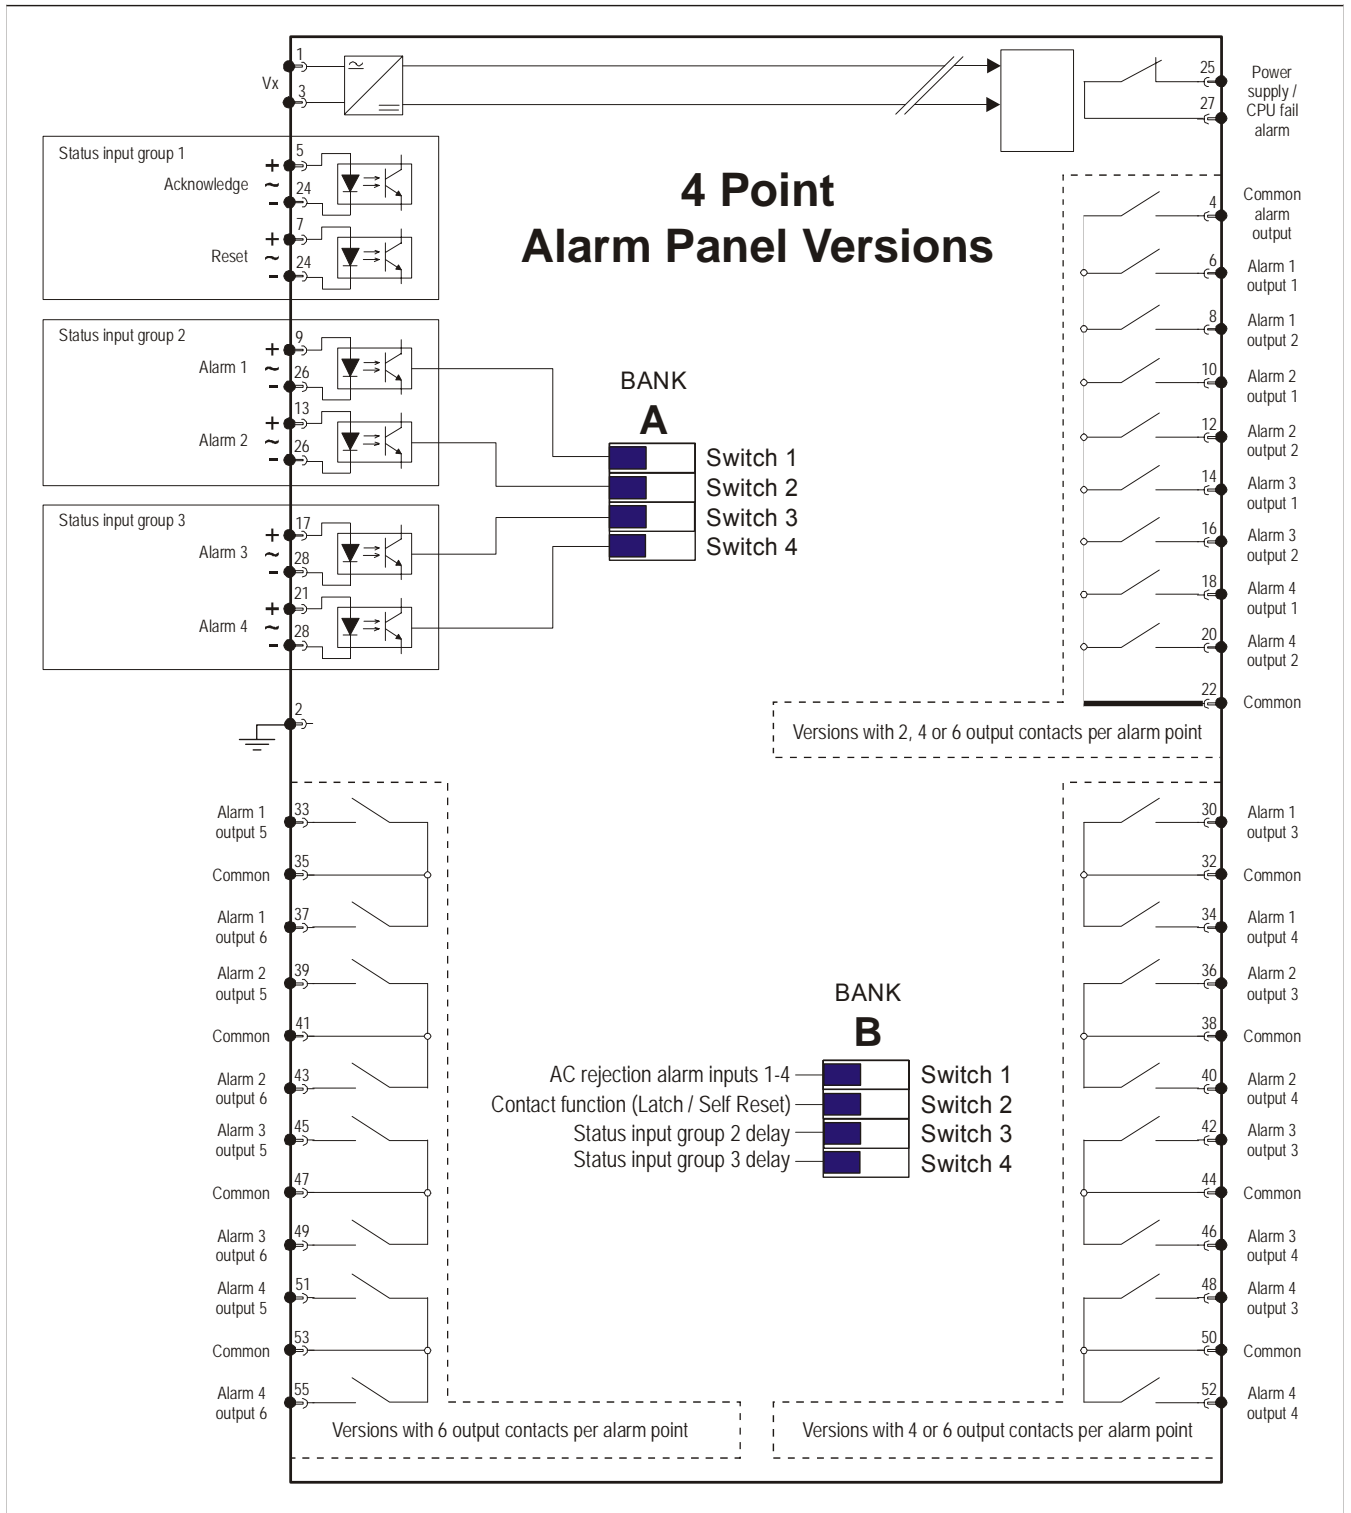 1
Vx
3
25
Power
supply /
CPU fail
alarm
27
Status input group 1
5
+
Acknowledge ~
24
-
7
+
Reset ~
24
-
4 Point
Alarm Panel Versions
Status input group 2
9
+
Alarm 1 ~
26
-
13
+
Alarm 2 ~
26
-
Status input group 3
17
+
Alarm 3 ~
28
-
21
+
Alarm 4 ~
28
-
2
BANK
A
Switch 1
Switch 2
Switch 3
Switch 4
4
Common
alarm
output
6
Alarm 1
output 1
8
Alarm 1
output 2
10
Alarm 2
output 1
12
Alarm 2
output 2
14
Alarm 3
output 1
16
Alarm 3
output 2
18
Alarm 4
output 1
20
Alarm 4
output 2
22
Common
Versions with 2, 4 or 6 output contacts per alarm point
Alarm 1
output 5
33
Common
35
Alarm 1
output 6
37
Alarm 2
output 5
39
Common
41
Alarm 2
output 6
43
Alarm 3
output 5
45
Common
47
Alarm 3
output 6
49
Alarm 4
output 5
51
Common
53
Alarm 4
output 6
55
Versions with 6 output contacts per alarm point
BANK
B
AC rejection alarm inputs 1-4 Switch 1
Contact function (Latch / Self Reset) Switch 2
Status input group 2 delay Switch 3
Status input group 3 delay Switch 4
30
Alarm 1
output 3
32
Common
34
Alarm 1
output 4
36
Alarm 2
output 3
38
Common
40
Alarm 2
output 4
42
Alarm 3
output 3
44
Common
46
Alarm 3
output 4
48
Alarm 4
output 3
50
Common
52
Alarm 4
output 4
Versions with 4 or 6 output contacts per alarm point